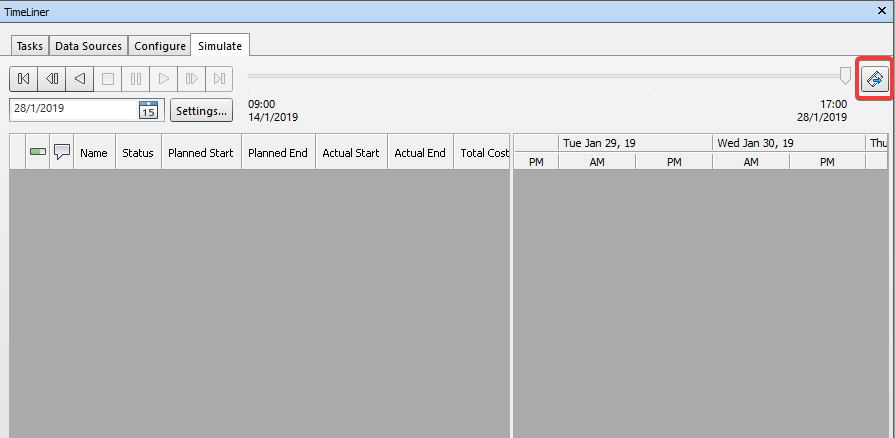 TimeLiner
Tasks Data Sources Configure Simulate
28/1/2019 15 Settings...
09:00 17:00
14/1/2019 28/1/2019
Name Status Planned Start Planned End Actual Start Actual End Total Cost
Tue Jan 29, 19 Wed Jan 30, 19 Thu
PM AM PM AM PM